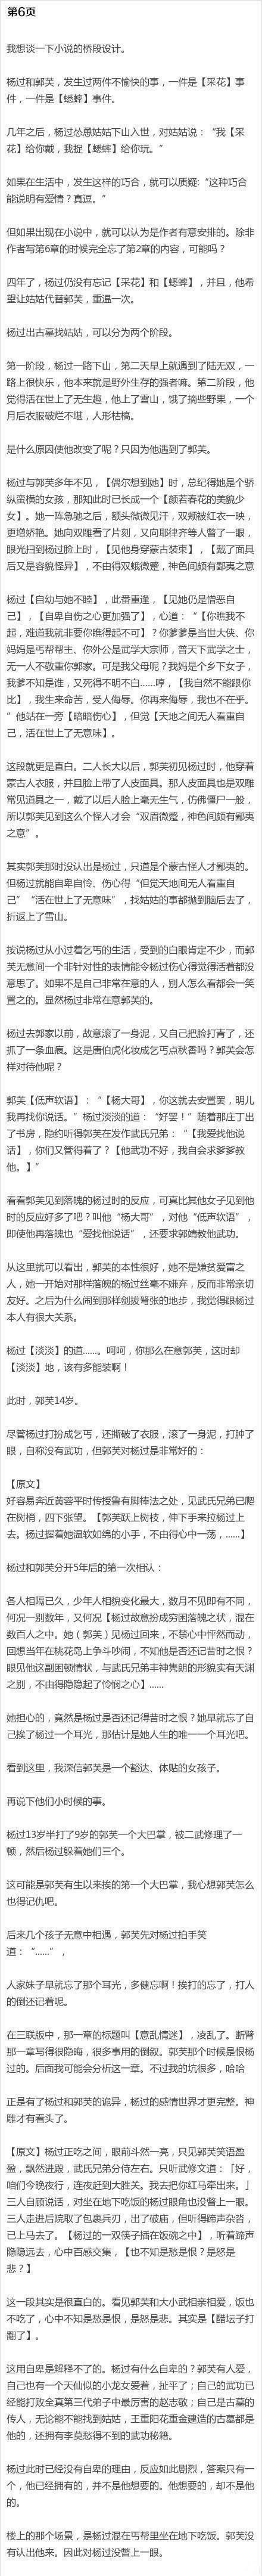 第6页
我想谈一下小说的桥段设计。
杨过和郭芙，发生过两件不愉快的事，一件是【采花】事
件，一件是【蟋蟀】事件。
几年之后，杨过怂恿姑姑下山入世，对姑姑说：“我【采
花】给你戴，我捉【蟋蟀】给你玩。”
如果在生活中，发生这样的巧合，就可以质疑:“这种巧合
能说明有爱情？真逗。”
但如果出现在小说中，就可以认为是作者有意安排的。除非
作者写第6章的时候完全忘了第2章的内容，可能吗？
四年了，杨过仍没有忘记【采花】和【蟋蟀】，并且，他希
望让姑姑代替郭芙，重温一次。
杨过出古墓找姑姑，可以分为两个阶段。
第一阶段，杨过一路下山，第二天早上就遇到了陆无双，一
路上很快乐，他本来就是野外生存的强者嘛。第二阶段，他
觉得活在世上了无生趣，他上了雪山，饿了摘些野果，一个
月后衣服破烂不堪，人形枯槁。
是什么原因使他改变了呢？只因为他遇到了郭芙。
杨过与郭芙多年不见，【偶尔想到她】时，总纪得她是个骄
纵蛮横的女孩，那知此时已长成一个【颜若春花的美貌少
女】。她一阵急驰之后，额头微微见汗，双颊被红衣一映，
更增娇艳。她向双雕看了片刻，又向耶律齐等人瞥了一眼，
眼光扫到杨过脸上时，【见他身穿蒙古装束】，【戴了面具
后又是容貌怪异】，不由得双蛾微蹙，神色间颇有鄙夷之意
杨过【自幼与她不睦】，此番重逢，【见她仍是憎恶自
己】，【自卑自伤之心更加强了】，心道：“【你瞧我不
起，难道我就非要你瞧得起不可】？你爹爹是当世大侠、你
妈妈是丐帮帮主、你外公是武学大宗师，普天下武学之士，
无一人不敬重你郭家。可是我父母呢？我妈是个乡下女子，
我爹不知是谁，又死得不明不白……哼，【我自然不能跟你
比】，我生来命苦，受人侮辱。你再来侮辱，我也不在乎。
”他站在一旁【暗暗伤心】，但觉【天地之间无人看重自
己，活在世上了无意味】。
这段就更是直白。二人长大以后，郭芙初见杨过时，他穿着
蒙古人衣服，并且脸上带了人皮面具。那人皮面具也是双雕
常见道具之一，戴了以后人脸上毫无生气，仿佛僵尸一般，
所以郭芙见到这么个怪人才会“双眉微蹙，神色间颇有鄙夷
之意”。
其实郭芙那时没认出是杨过，只道是个蒙古怪人才鄙夷的。
但杨过就能自卑自怜、伤心得“但觉天地间无人看重自
己”“活在世上了无意味”，找姑姑的事都抛到脑后去了，
折返上了雪山。
按说杨过从小过着乞丐的生活，受到的白眼肯定不少，而郭
芙无意间一个非针对性的表情能令杨过伤心得觉得活着都没
意思了。如果不是自己非常在意的人，别人怎么看都会一笑
置之的。显然杨过非常在意郭芙的。
杨过去郭家以前，故意滚了一身泥，又自己把脸打青了，还
抓了一条血痕。这是唐伯虎化妆成乞丐点秋香吗？郭芙会怎
样对待他呢？
郭芙【低声软语】：“【杨大哥】，你这就去安置罢，明儿
我再找你说话。”杨过淡淡的道：“好罢！”随着那庄丁出
了书房，隐约听得郭芙在发作武氏兄弟：“【我爱找他说
话】，你们又管得着了？【他武功不好，我自会求爹爹教
他。】”
看看郭芙见到落魄的杨过时的反应，可真比其他女子见到他
时的反应好多了吧？叫他“杨大哥”，对他“低声软语”，
即使他再落魄也“爱找他说话”，还要求郭靖教他武功。
从这里就可以看出，郭芙的本性很好，她不是嫌贫爱富之
人，她一开始对那样落魄的杨过丝毫不嫌弃，反而非常亲切
友好。之后为什么闹到那样剑拔弩张的地步，我觉得跟杨过
本人有很大关系。
杨过【淡淡】的道……。呵呵，你那么在意郭芙，这时却
【淡淡】地，该有多能装啊！
此时，郭芙14岁。
尽管杨过打扮成乞丐，还撕破了衣服，滚了一身泥，打肿了
眼，自称没有武功，但郭芙对杨过是非常好的：
【原文】
好容易奔近黄蓉平时传授鲁有脚棒法之处，见武氏兄弟已爬
在树梢，四下张望。【郭芙跃上树枝，伸下手来拉杨过上
去。杨过握着她温软如绵的小手，不由得心中一荡，……】
杨过和郭芙分开5年后的第一次相认：
各人相隔已久，少年人相貌变化最大，数月不见即有不同，
何况一别数年，又何况【杨过故意扮成穷困落魄之状，混在
数百人之中。她（郭芙）见杨过回来，不禁心中怦然而动，
回想当年在桃花岛上争斗吵闹，不知他是否还记昔时之恨？
眼见他这副困顿情状，与武氏兄弟丰神隽朗的形貌实有天渊
之别，不由得隐隐起了怜悯之心】……
她担心的，竟然是杨过是否还记得昔时之恨？她早就忘了自
己挨了杨过一个耳光，那估计是她人生的唯一一个耳光吧。
看到这里，我深信郭芙是一个豁达、体贴的女孩子。
再说下他们小时候的事。
杨过13岁半打了9岁的郭芙一个大巴掌，被二武修理了一
顿，然后杨过躲着她们三个。
这可能是郭芙有生以来挨的第一个大巴掌，我心想郭芙怎么
也得记仇吧。
后来几个孩子无意中相遇，郭芙先对杨过拍手笑
道：“……”，
人家妹子早就忘了那个耳光，多健忘啊！挨打的忘了，打人
的倒还记着呢。
在三联版中，那一章的标题叫【意乱情迷】，凌乱了。断臂
那一章写得很隐晦，很多事用的倒叙。郭芙那个时候是恨杨
过的。后面我可能会分析这一章。不过我的坑很多，哈哈
正是有了杨过和郭芙的诡异，杨过的感情世界才更完整。神
雕才有看头了。
【原文】杨过正吃之间，眼前斗然一亮，只见郭芙笑语盈
盈，飘然进殿，武氏兄弟分侍左右。只听武修文道：「好，
咱们今晚夜行，连夜赶到大胜关。我去把你红马牵出来。」
三人自顾说话，对坐在地下吃饭的杨过眼角也没瞥上一眼。
三人走进后院取了包裹兵刃，出了破庙，但听得蹄声杂沓，
已上马去了。【杨过的一双筷子插在饭碗之中】，听着蹄声
隐隐远去，心中百感交集，【也不知是愁是恨？是怒是
悲？】
这一段其实是很直白的。看见郭芙和大小武相亲相爱，饭也
不吃了，心中不知是愁是恨，是怒是悲。其实是【醋坛子打
翻了】。
这用自卑是解释不了的。杨过有什么自卑的？郭芙有人爱，
自己也有一个天仙似的小龙女爱着，扯平了；自己的武功已
经能打败全真第三代弟子中最厉害的赵志敬；自己是古墓的
传人，无论能不能找到姑姑，王重阳花重金建造的古墓都是
他的，还拥有李莫愁得不到的武功秘籍。
杨过此时已经没有自卑的理由，反应如此剧烈，答案只有一
个，他已经拥有的，并不是他想要的。他想要的，却不是他
的。
楼上的那个场景，是杨过混在丐帮里坐在地下吃饭。郭芙没
有认出他来。因此对杨过没瞥上一眼。